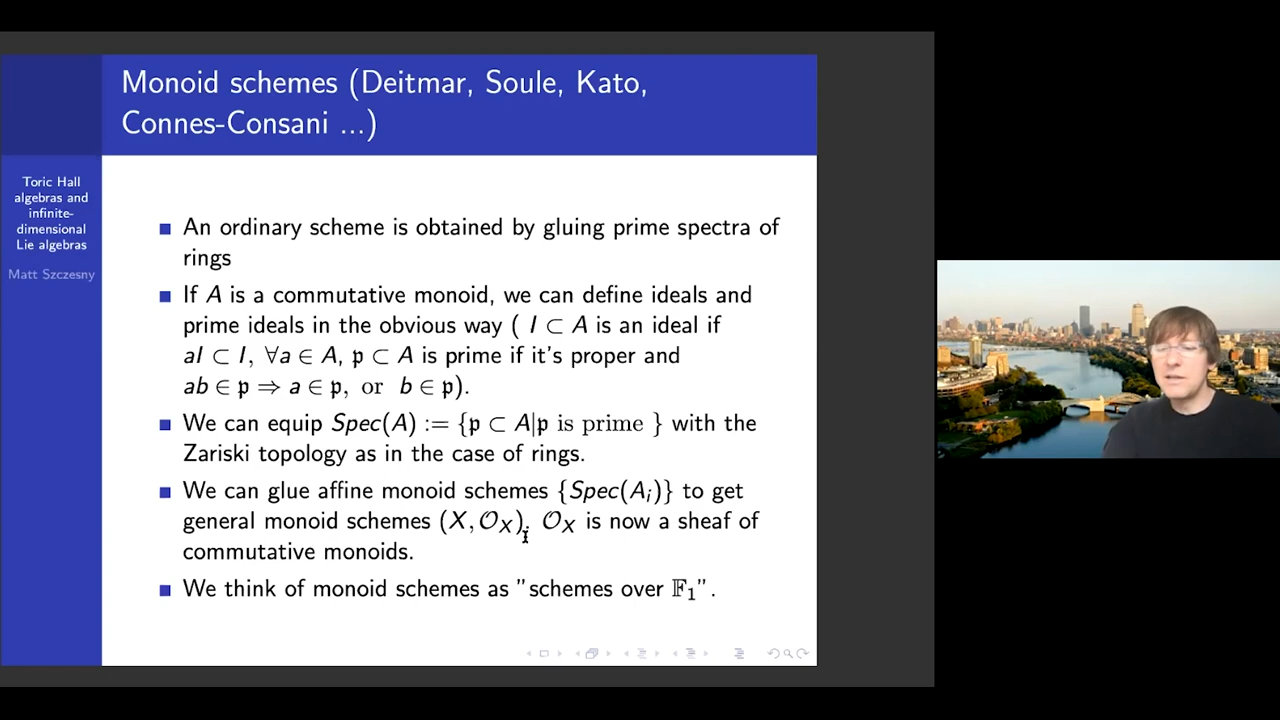 Monoid schemes (Deitmar, Soule, Kato,
Connes-Consani ...)
Toric Hall
algebras and
infinite-
dimensional
Lie algebras
Matt Szczesny
An ordinary scheme is obtained by gluing prime spectra of
rings
If A is a commutative monoid, we can define ideals and
prime ideals in the obvious way ( I ⊂ A is an ideal if
aI ⊂ I, ∀a ∈ A, 𝔭 ⊂ A is prime if it's proper and
ab ∈ 𝔭 ⇒ a ∈ 𝔭, or b ∈ 𝔭).
We can equip Spec(A) := {𝔭 ⊂ A|𝔭 is prime } with the
Zariski topology as in the case of rings.
We can glue affine monoid schemes {Spec(Aᵢ)} to get
general monoid schemes (X, 𝒪_X). 𝒪_X is now a sheaf of
commutative monoids.
We think of monoid schemes as "schemes over 𝔽₁".